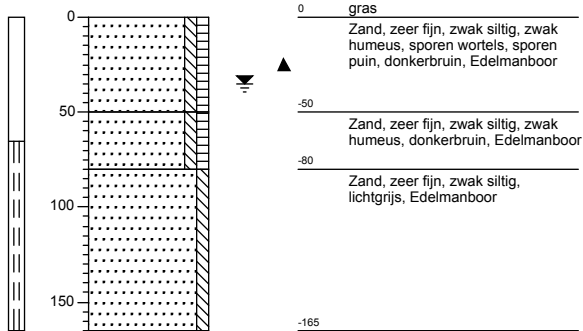 0
0 gras
Zand, zeer fijn, zwak siltig, zwak
humeus, sporen wortels, sporen
puin, donkerbruin, Edelmanboor
50
-50
Zand, zeer fijn, zwak siltig, zwak
humeus, donkerbruin, Edelmanboor
-80
Zand, zeer fijn, zwak siltig,
lichtgrijs, Edelmanboor
100
150
-165